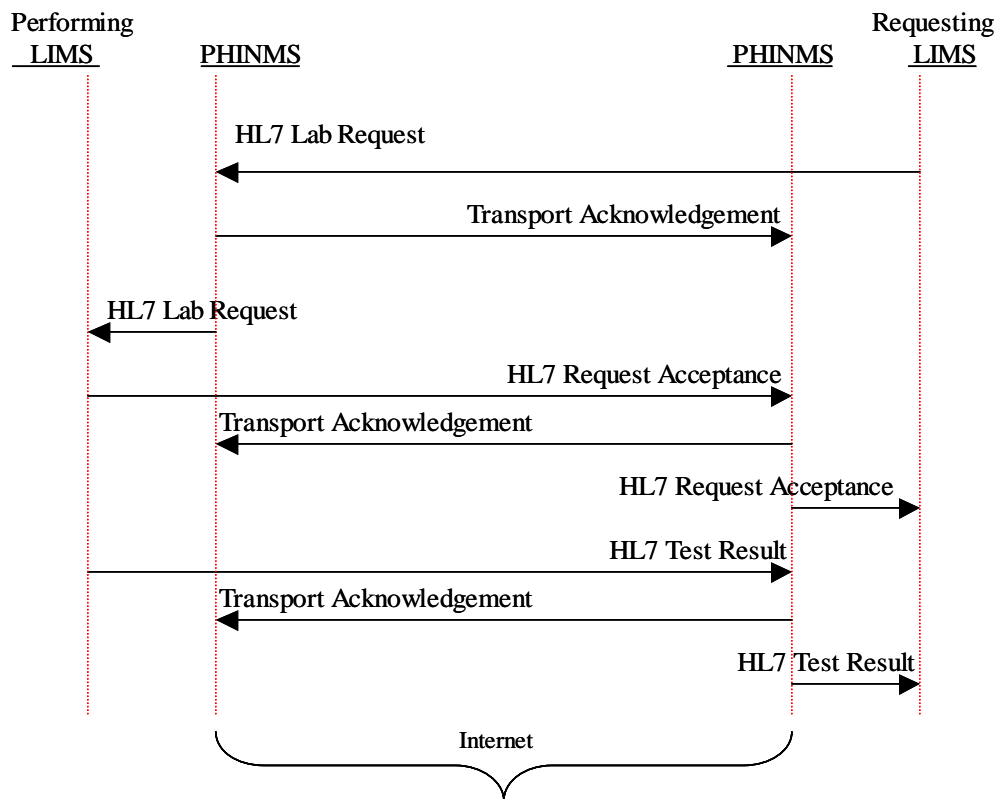 Performing
LIMS
PHINMS
PHINMS
Requesting
LIMS
HL7 Lab Request
Transport Acknowledgement
HL7 Lab Request
HL7 Request Acceptance
Transport Acknowledgement
HL7 Request Acceptance
HL7 Test Result
Transport Acknowledgement
HL7 Test Result
Internet